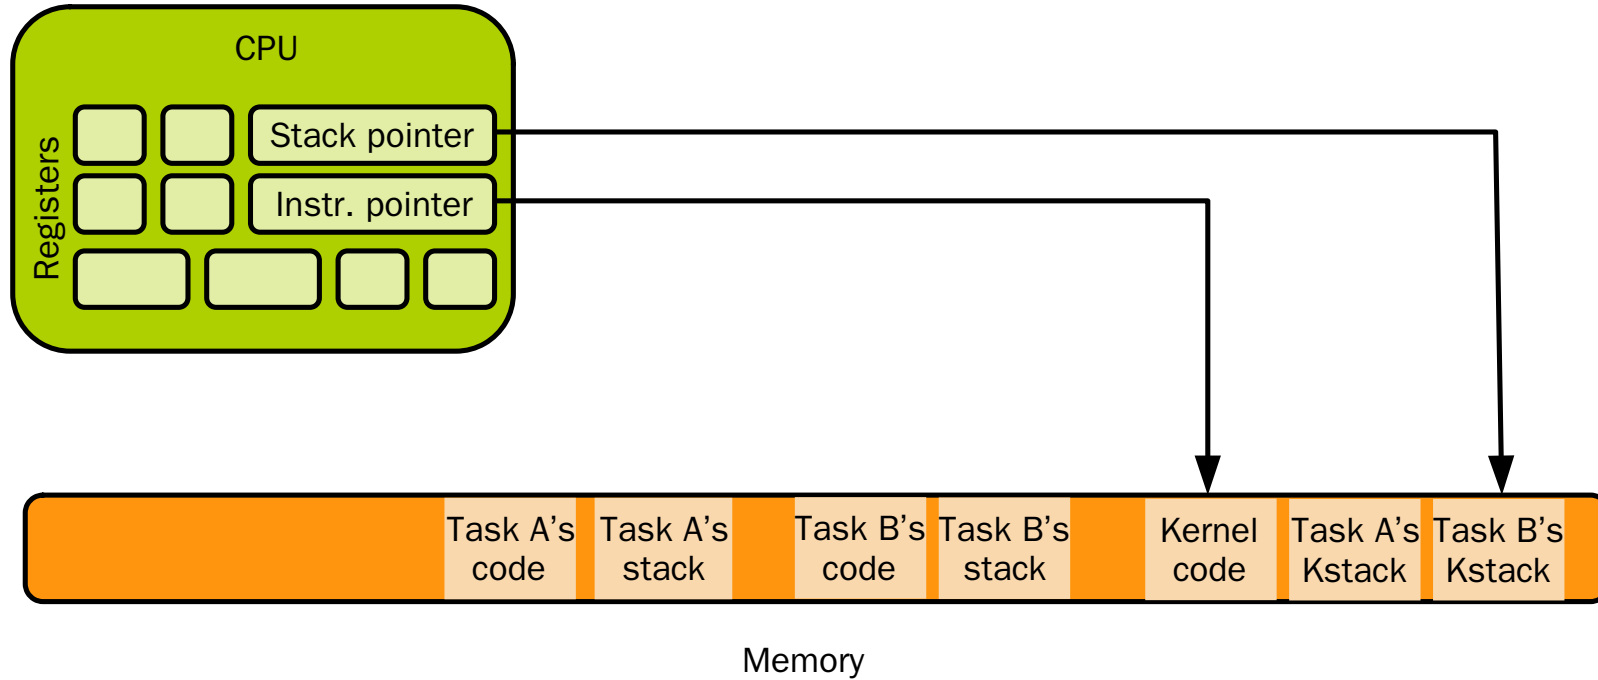 CPU
Registers
Stack pointer
Instr. pointer
Task A’s
code
Task A’s
stack
Task B’s
code
Task B’s
stack
Kernel
code
Task A’s
Kstack
Task B’s
Kstack
Memory